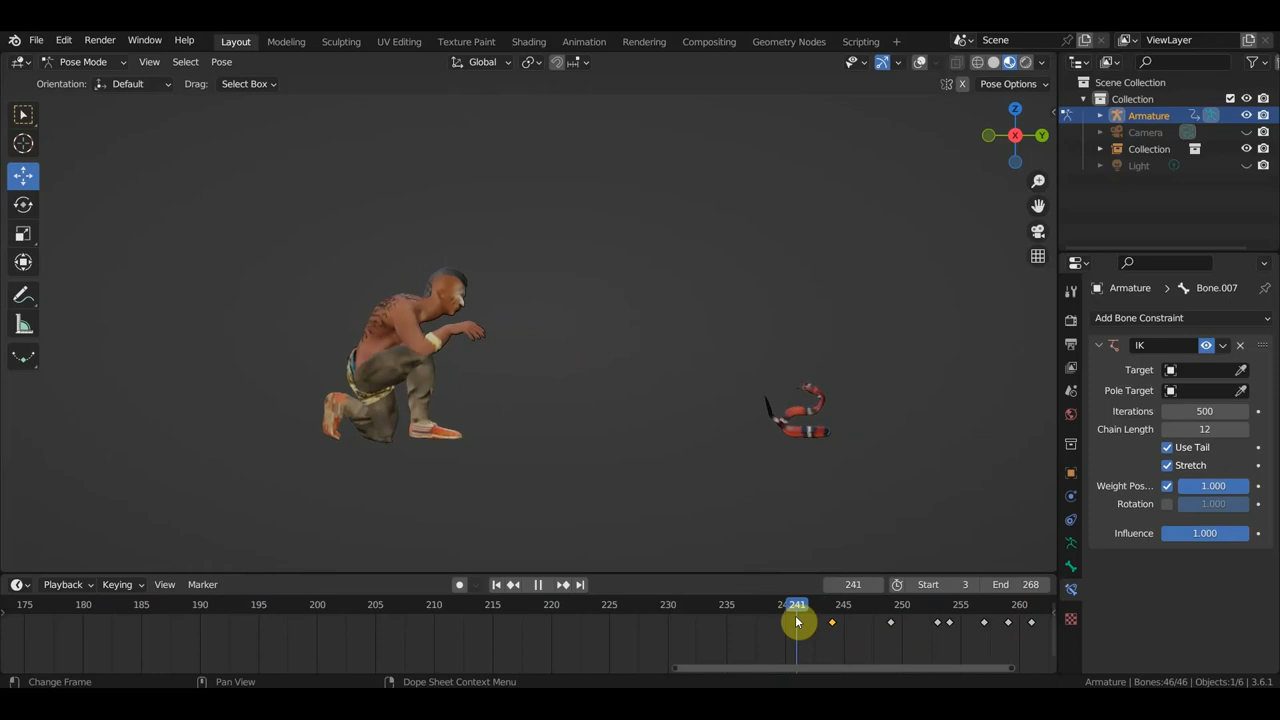 File Edit Render Window Help Layout Modeling Sculpting UV Editing Texture Paint Shading Animation Rendering Compositing Geometry Nodes Scripting + Scene ViewLayer
Pose Mode View Select Pose Global
Orientation: Default Drag: Select Box X Pose Options
Scene Collection
Collection
Armature
Camera
Collection
Light
Z
Y
X
Armature Bone.007
Add Bone Constraint
IK
Target
Pole Target
Iterations 500
Chain Length 12
Use Tail
Stretch
Weight Pos... 1.000
Rotation 1.000
Influence 1.000
Playback Keying View Marker 241 Start 3 End 268
175 180 185 190 195 200 205 210 215 220 225 230 235 241 245 250 255 260
Change Frame Pan View Dope Sheet Context Menu Armature | Bones:46/46 | Objects:1/6 | 3.6.1